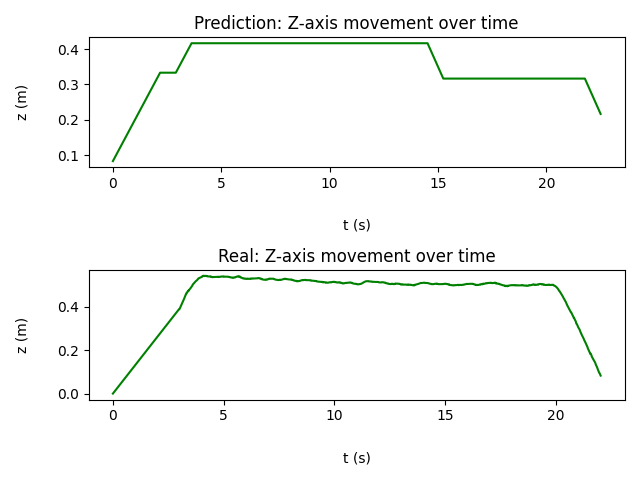 Prediction: Z-axis movement over time
z (m)
0.4
0.3
0.2
0.1
0 5 10 15 20
t (s)
Real: Z-axis movement over time
z (m)
0.4
0.2
0.0
0 5 10 15 20
t (s)